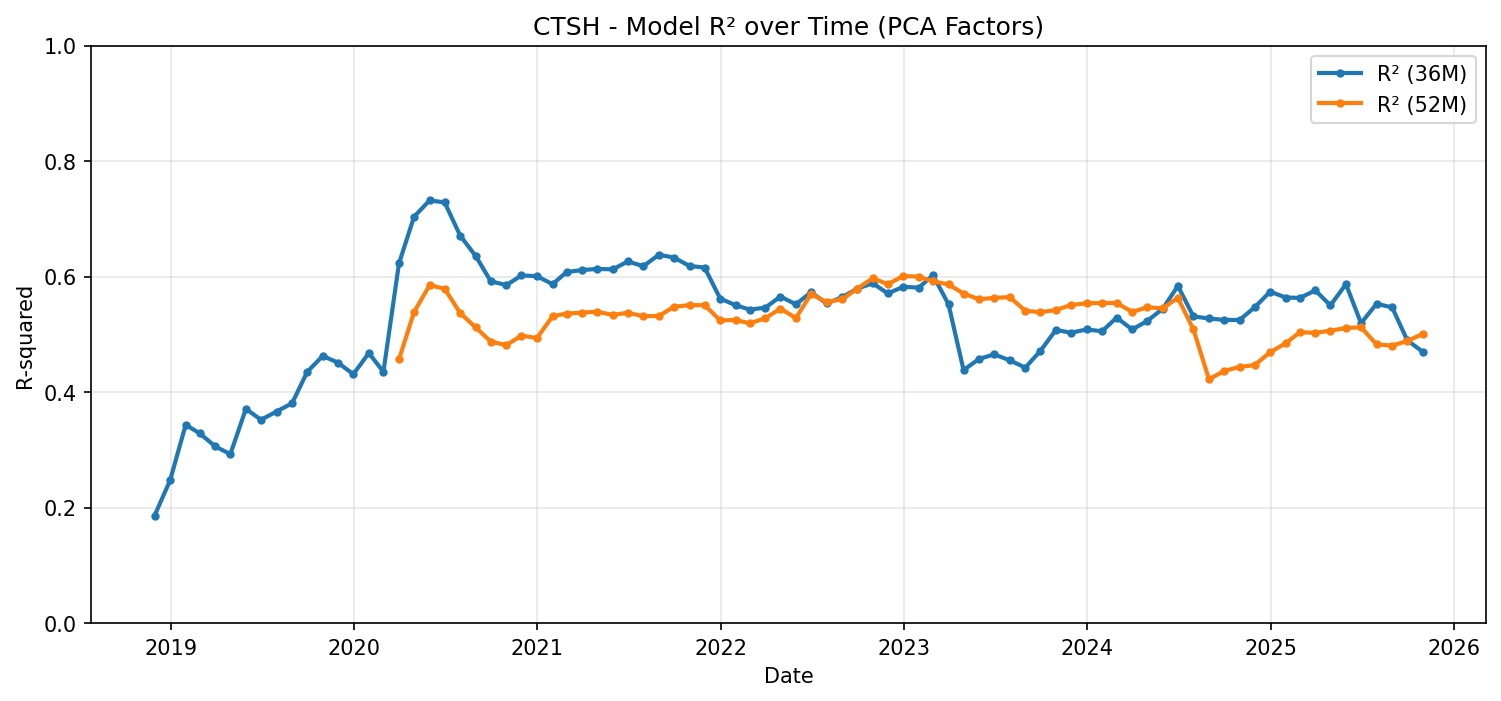 CTSH - Model R² over Time (PCA Factors)
R² (36M)
R² (52M)
R-squared
1.0
0.8
0.6
0.4
0.2
0.0
2019 2020 2021 2022 2023 2024 2025 2026
Date